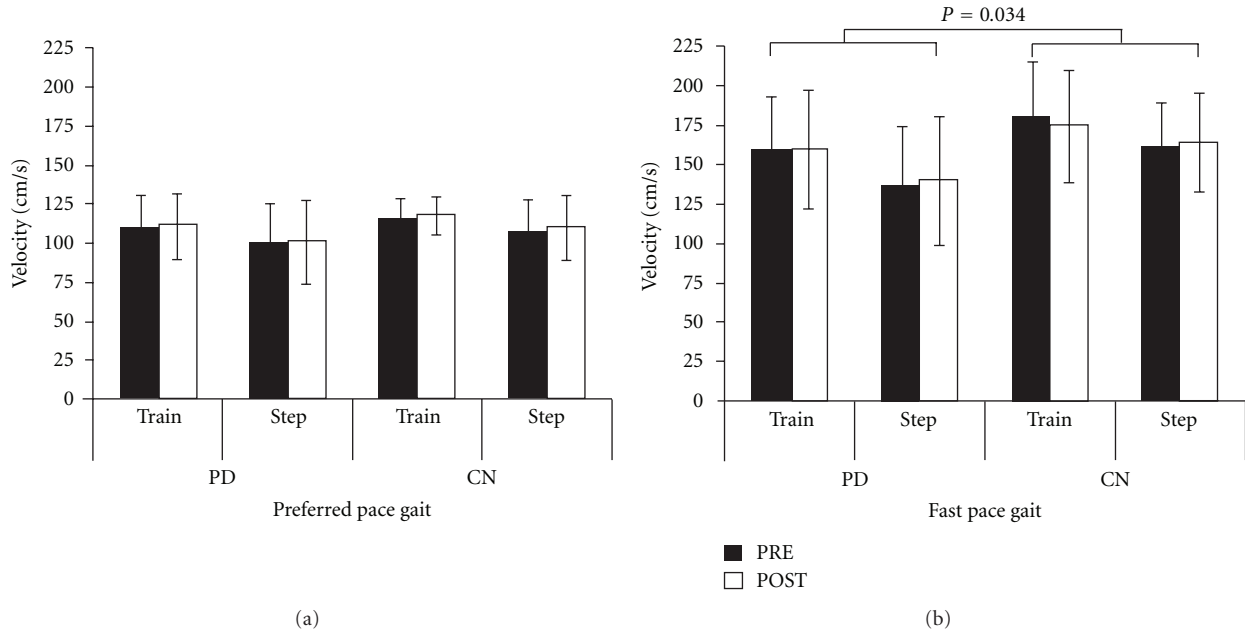 225
200
175
150
125
100
75
50
25
0
Velocity (cm/s)
Train
Step
Train
Step
PD
CN
Preferred pace gait
(a)
P = 0.034
225
200
175
150
125
100
75
50
25
0
Velocity (cm/s)
Train
Step
Train
Step
PD
CN
Fast pace gait
PRE
POST
(b)